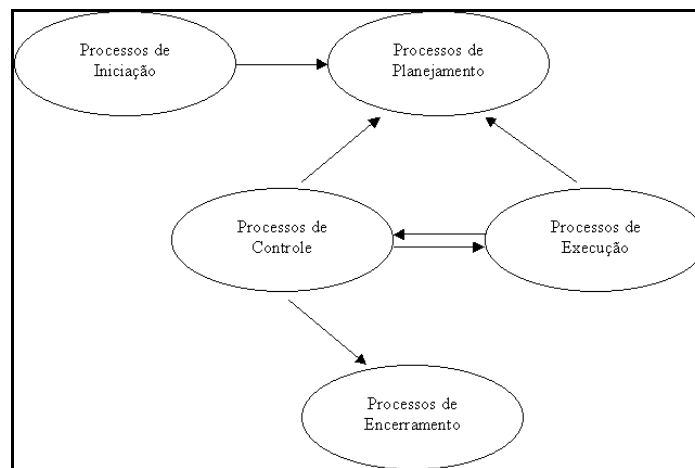 Processos de
Iniciação
Processos de
Planejamento
Processos de
Controle
Processos de
Execução
Processos de
Encerramento